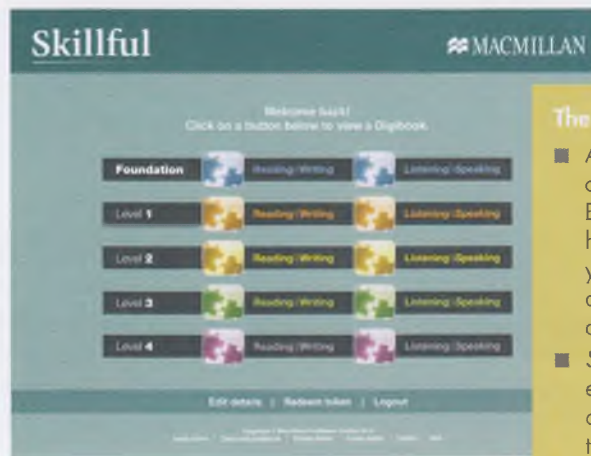 Skillful
MACMILLAN
Welcome back!
Click on a button below to view a Digibook
Foundation Reading/Writing Listening/Speaking
Level 1 Reading/Writing Listening/Speaking
Level 2 Reading/Writing Listening/Speaking
Level 3 Reading/Writing Listening/Speaking
Level 4 Reading/Writing Listening/Speaking
Edit details | Redeem token | Logout
The